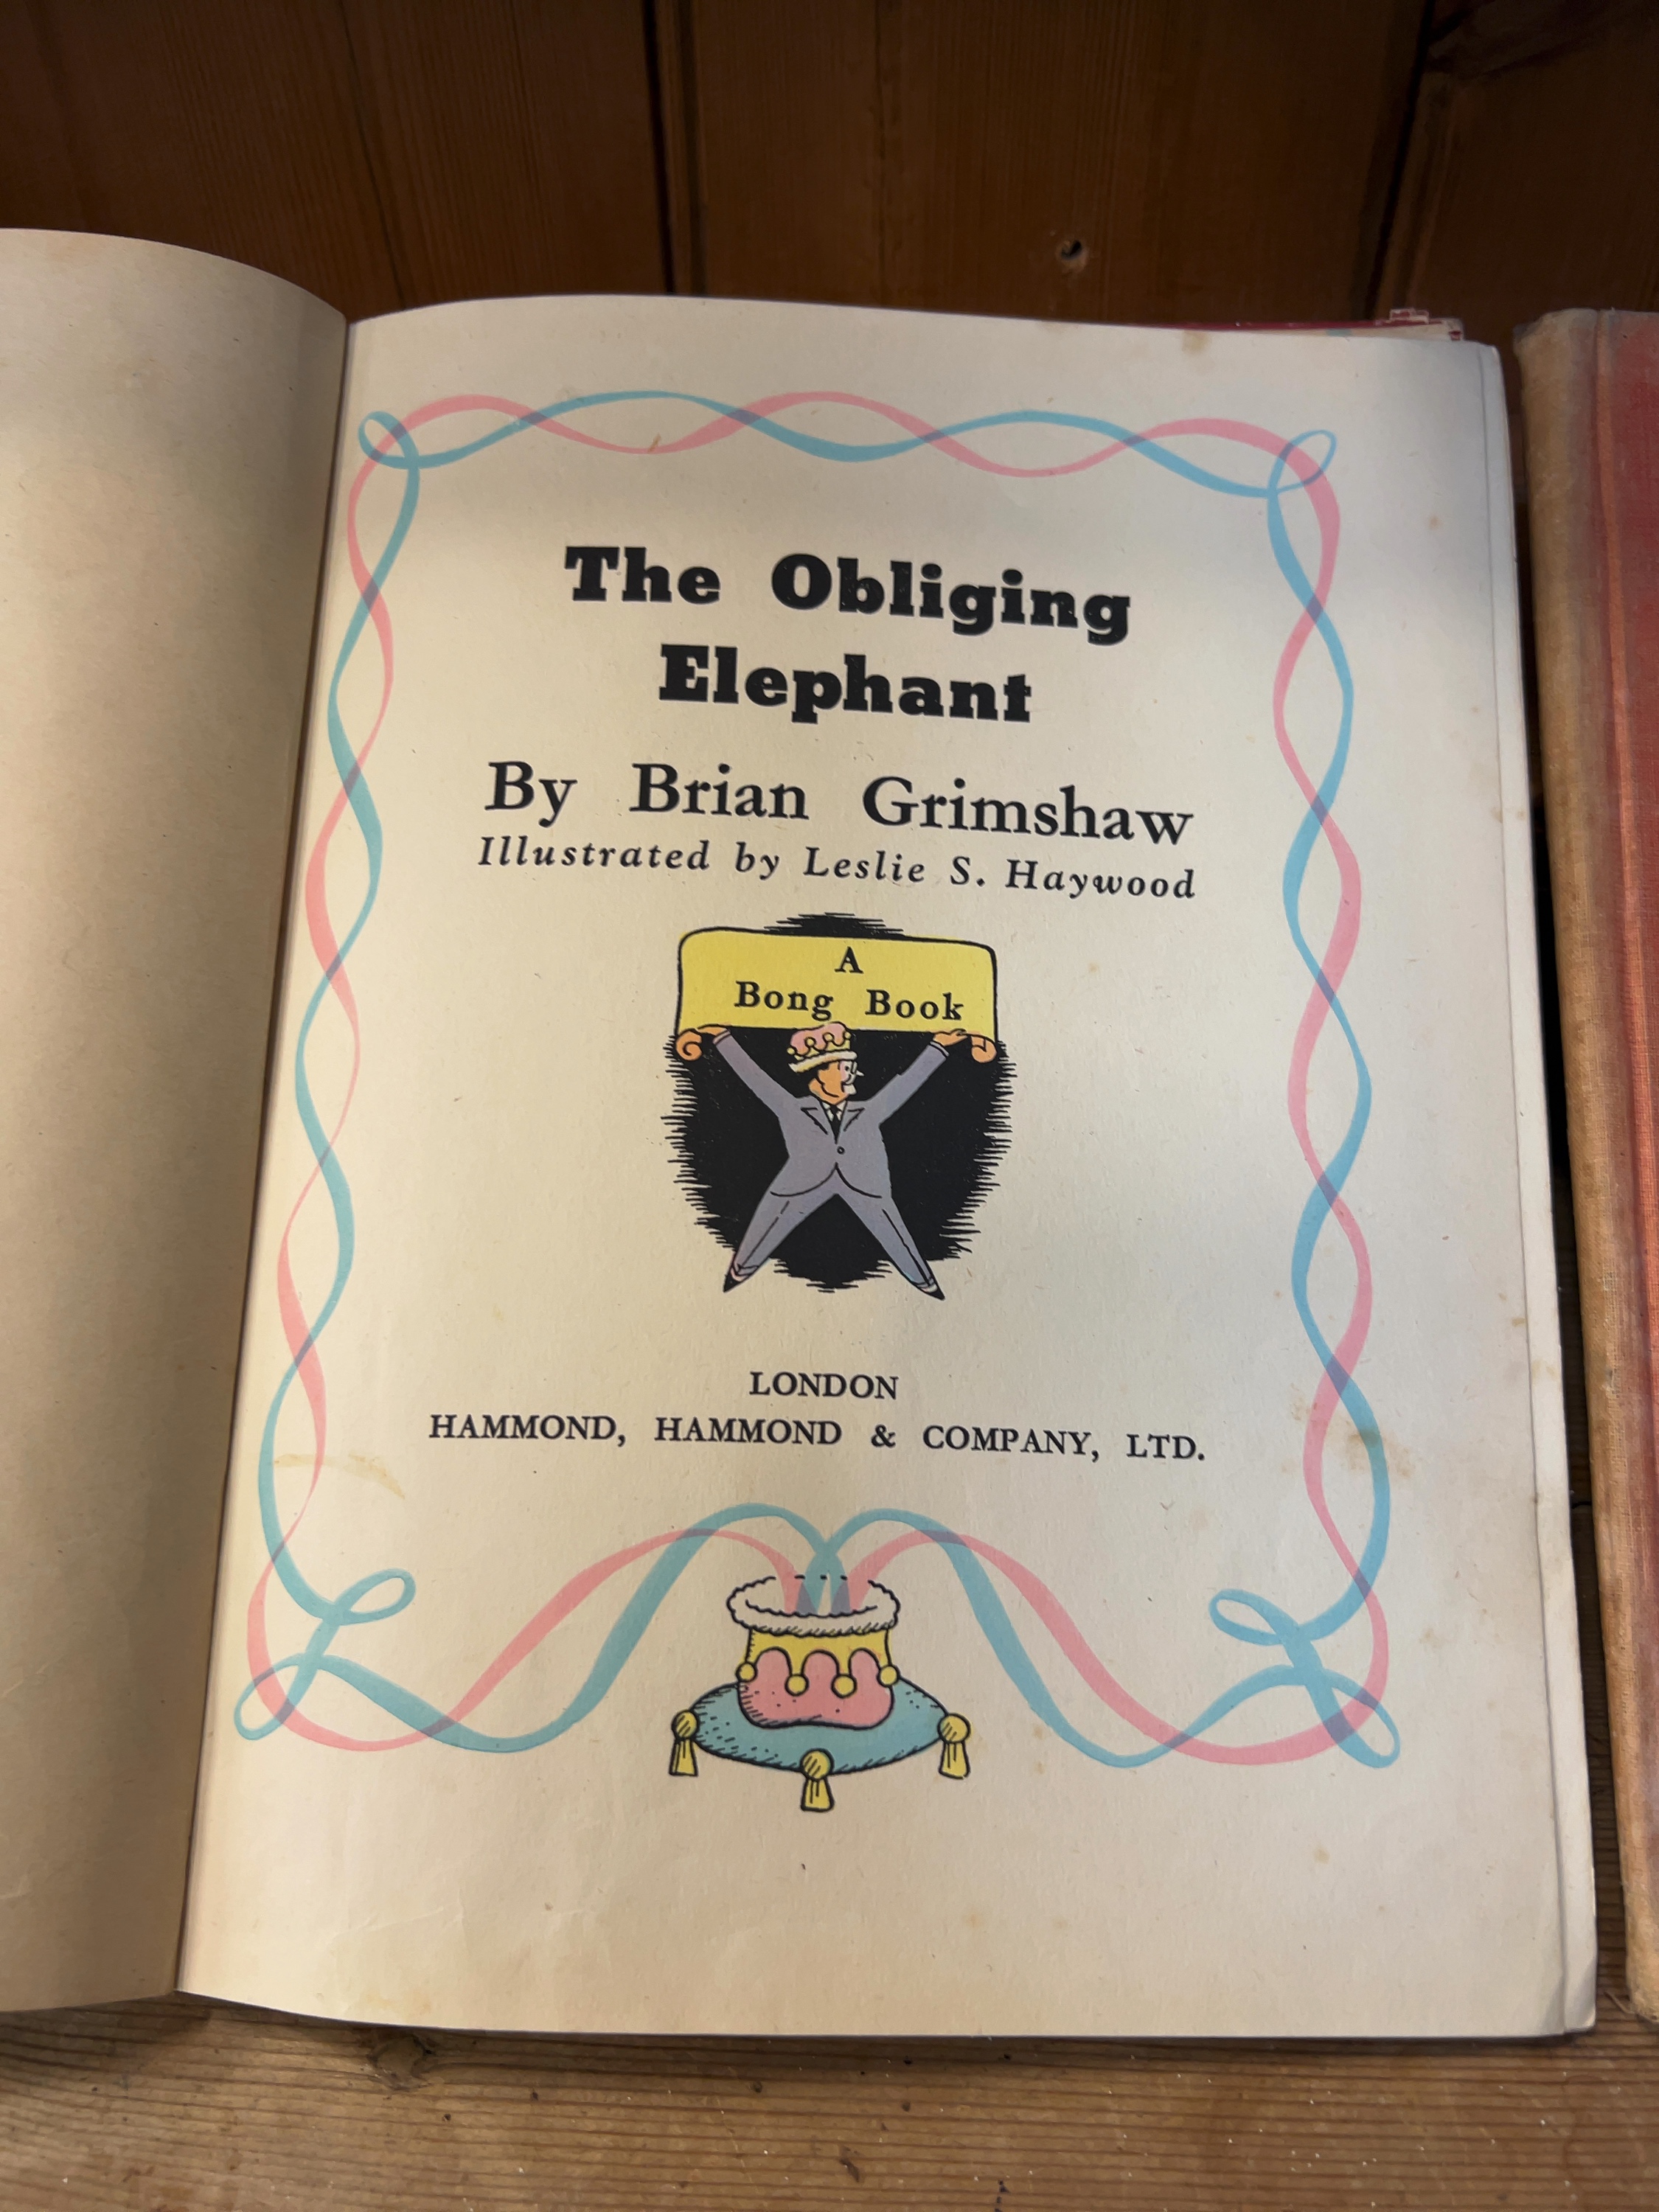 The Obliging
Elephant
By Brian Grimshaw
Illustrated by Leslie S. Haywood
A
Bong Book
LONDON
HAMMOND, HAMMOND & COMPANY, LTD.